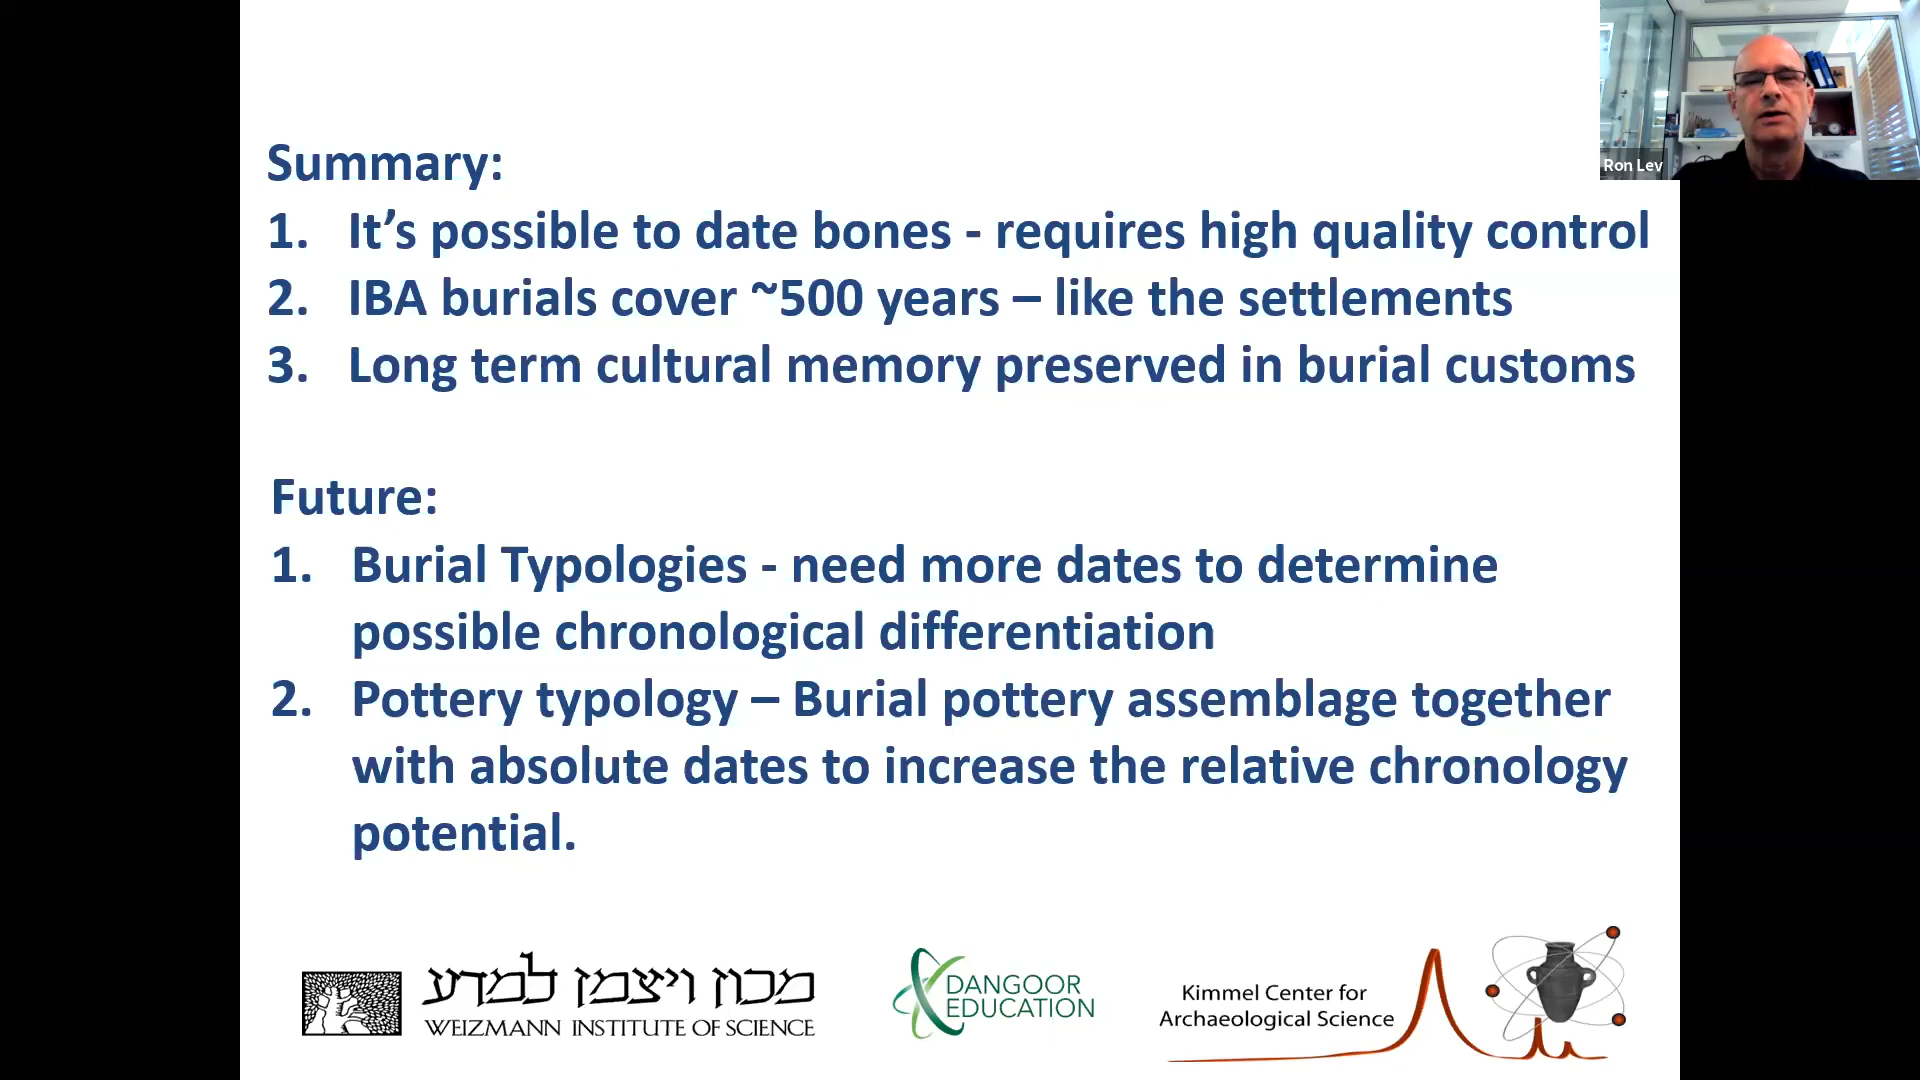 Ron Lev
Summary:
1. It’s possible to date bones - requires high quality control
2. IBA burials cover ~500 years – like the settlements
3. Long term cultural memory preserved in burial customs
Future:
1. Burial Typologies - need more dates to determine
possible chronological differentiation
2. Pottery typology – Burial pottery assemblage together
with absolute dates to increase the relative chronology
potential.
מכון ויצמן למדע
WEIZMANN INSTITUTE OF SCIENCE
DANGOOR
EDUCATION
Kimmel Center for
Archaeological Science